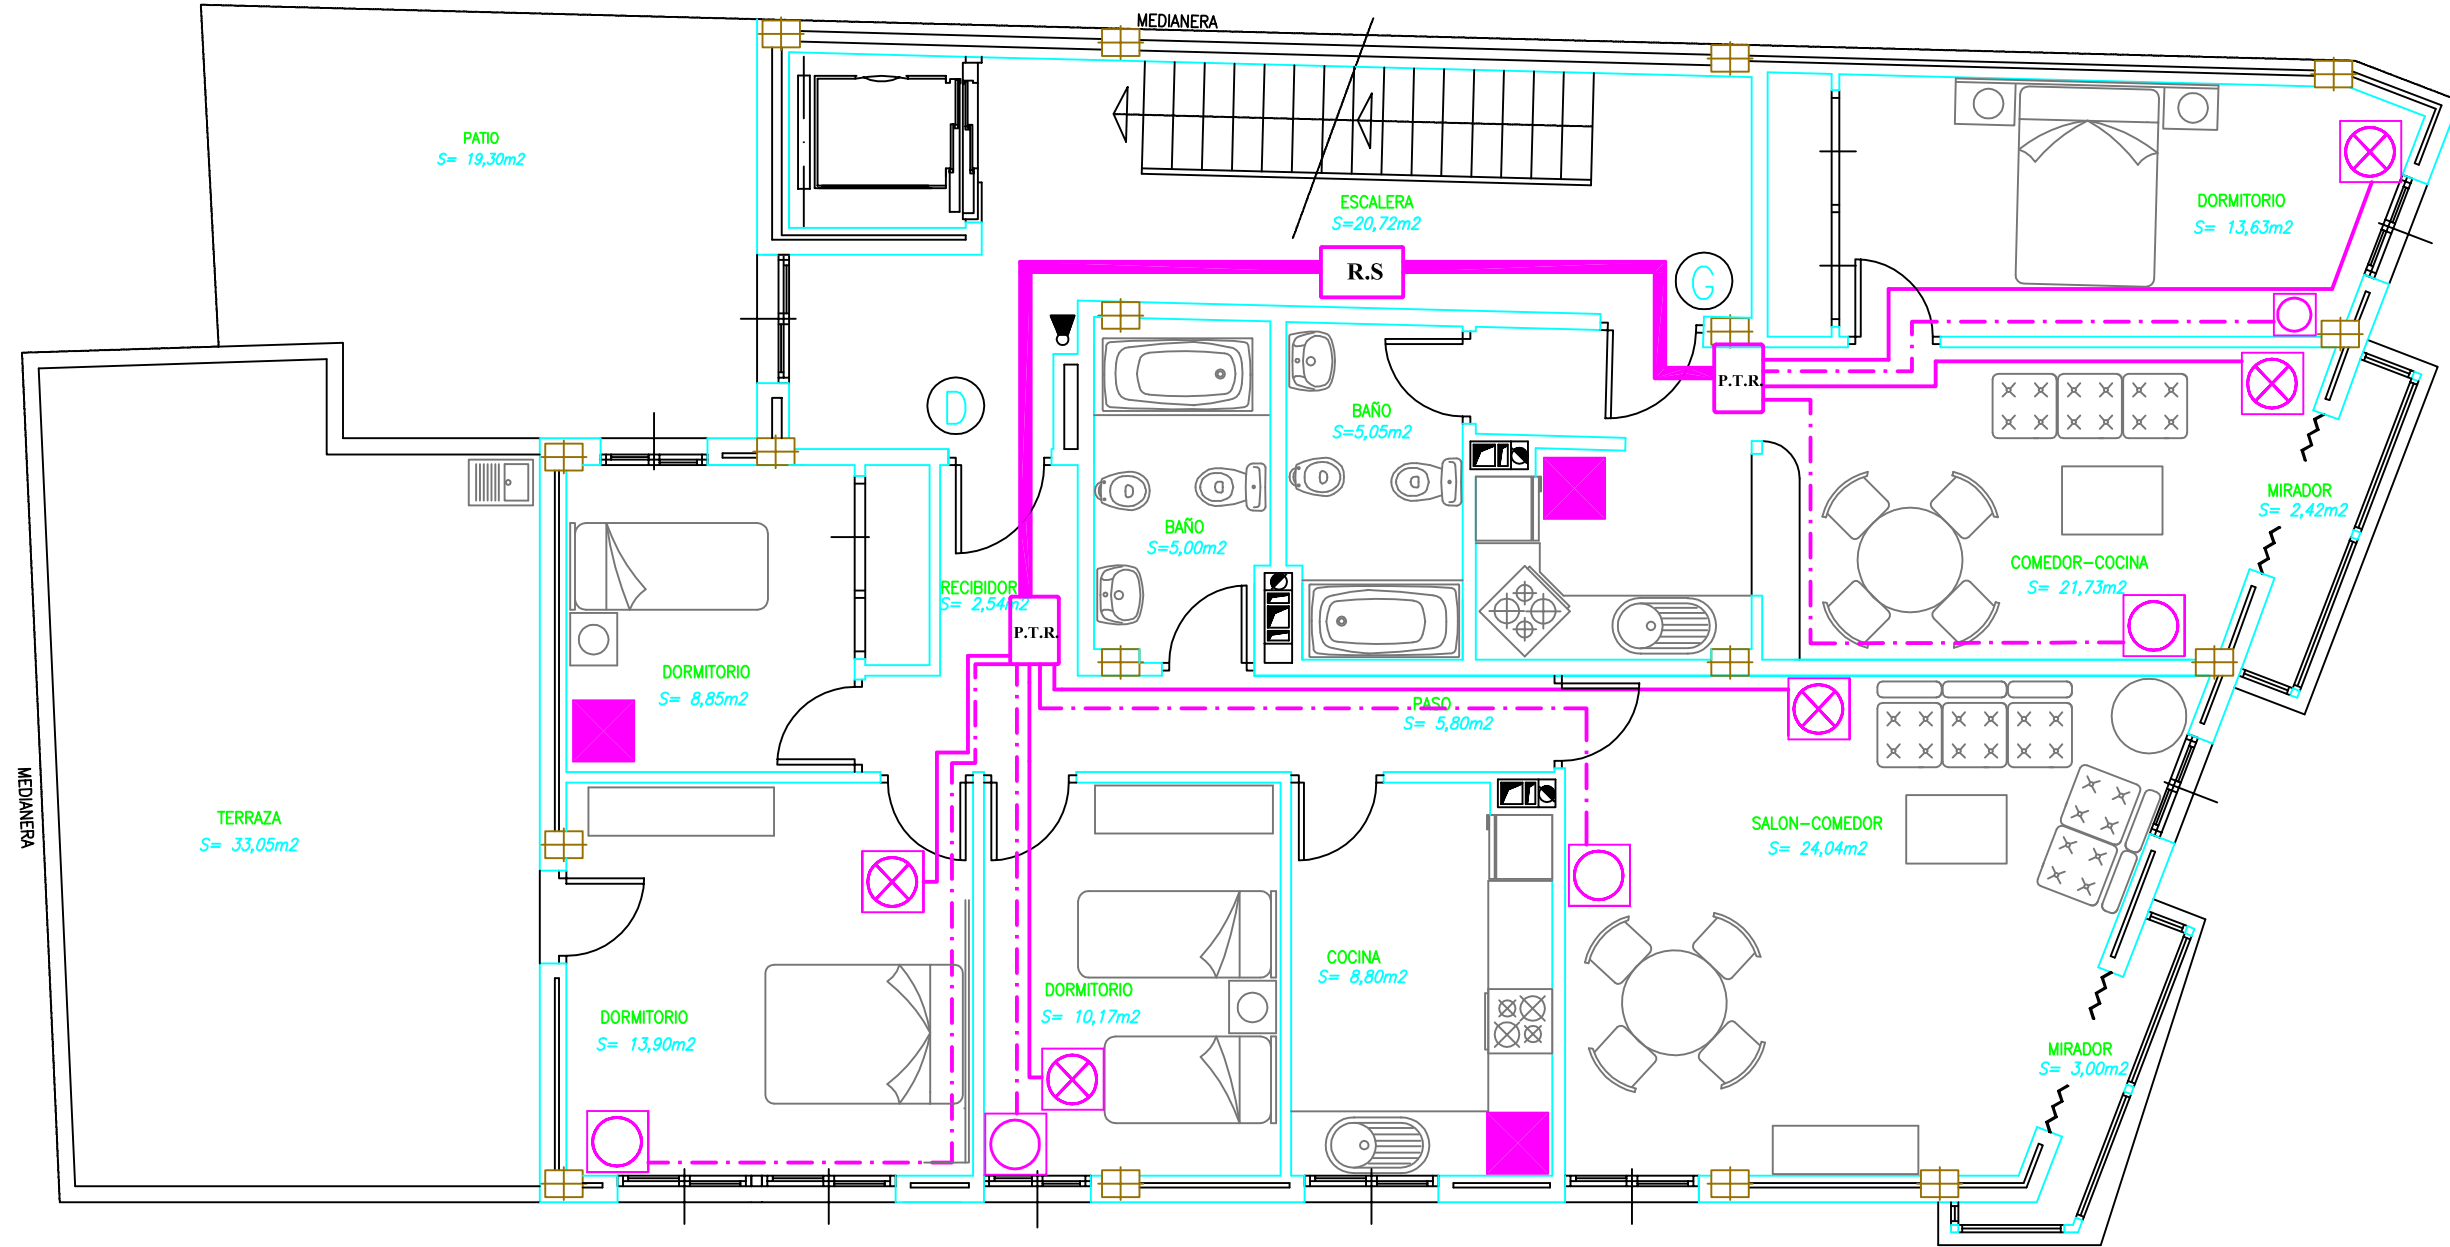 MEDIANERA
PATIO
S= 19,30m2
ESCALERA
S=20,72m2
DORMITORIO
S= 13,63m2
R.S
G
P.T.R.
D
BAÑO
S=5,05m2
MIRADOR
S= 2,42m2
BAÑO
S=5,00m2
COMEDOR-COCINA
S= 21,73m2
RECIBIDOR
S= 2,54m2
P.T.R.
DORMITORIO
S= 8,85m2
PASO
S= 5,80m2
MEDIANERA
TERRAZA
S= 33,05m2
SALON-COMEDOR
S= 24,04m2
COCINA
S= 8,80m2
DORMITORIO
S= 10,17m2
DORMITORIO
S= 13,90m2
MIRADOR
S= 3,00m2